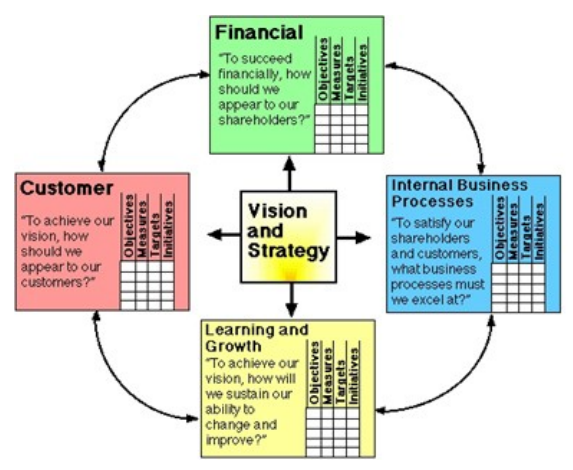 Financial
"To succeed
financially, how
should we
appear to our
shareholders?"
Objectives
Measures
Targets
Initiatives
Customer
"To achieve our
vision, how
should we
appear to our
customers?"
Objectives
Measures
Targets
Initiatives
Vision
and
Strategy
Internal Business
Processes
"To satisfy our
shareholders
and customers,
what business
processes must
we excel at?"
Objectives
Measures
Targets
Initiatives
Learning and
Growth
"To achieve our
vision, how will
we sustain our
ability to
change and
improve?"
Objectives
Measures
Targets
Initiatives